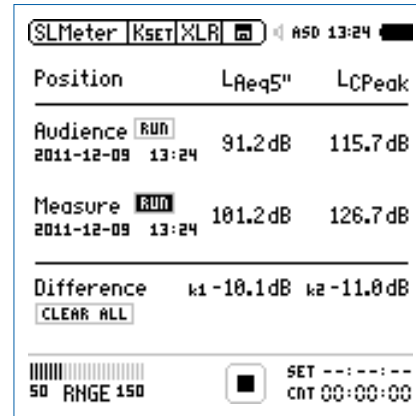 SLMeter KSET XLR ASD 13:24
Position LAeq5" LCPeak
Audience RUN 91.2dB 115.7dB
2011-12-09 13:24
Measure RUN 101.2dB 126.7dB
2011-12-09 13:24
Difference k1 -10.1dB k2 -11.0dB
CLEAR ALL
SET --:--:--
50 RNGE 150 CNT 00:00:00